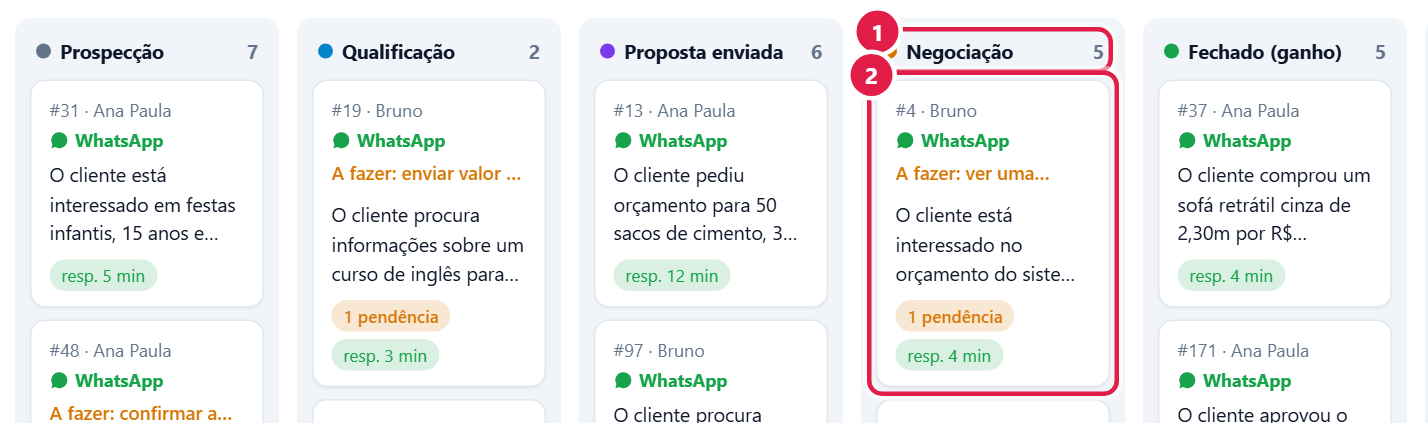 Prospecção 7
#31 · Ana Paula
WhatsApp
O cliente está
interessado em festas
infantis, 15 anos e...
resp. 5 min
#48 · Ana Paula
WhatsApp
A fazer: confirmar a...
Qualificação 2
#19 · Bruno
WhatsApp
A fazer: enviar valor ...
O cliente procura
informações sobre um
curso de inglês para...
1 pendência
resp. 3 min
Proposta enviada 6
#13 · Ana Paula
WhatsApp
O cliente pediu
orçamento para 50
sacos de cimento, 3...
resp. 12 min
#97 · Bruno
WhatsApp
O cliente procura
1
Negociação 5
2
#4 · Bruno
WhatsApp
A fazer: ver uma...
O cliente está
interessado no
orçamento do siste...
1 pendência
resp. 4 min
Fechado (ganho) 5
#37 · Ana Paula
WhatsApp
O cliente comprou um
sofá retrátil cinza de
2,30m por R$...
resp. 4 min
#171 · Ana Paula
WhatsApp
O cliente aprovou o